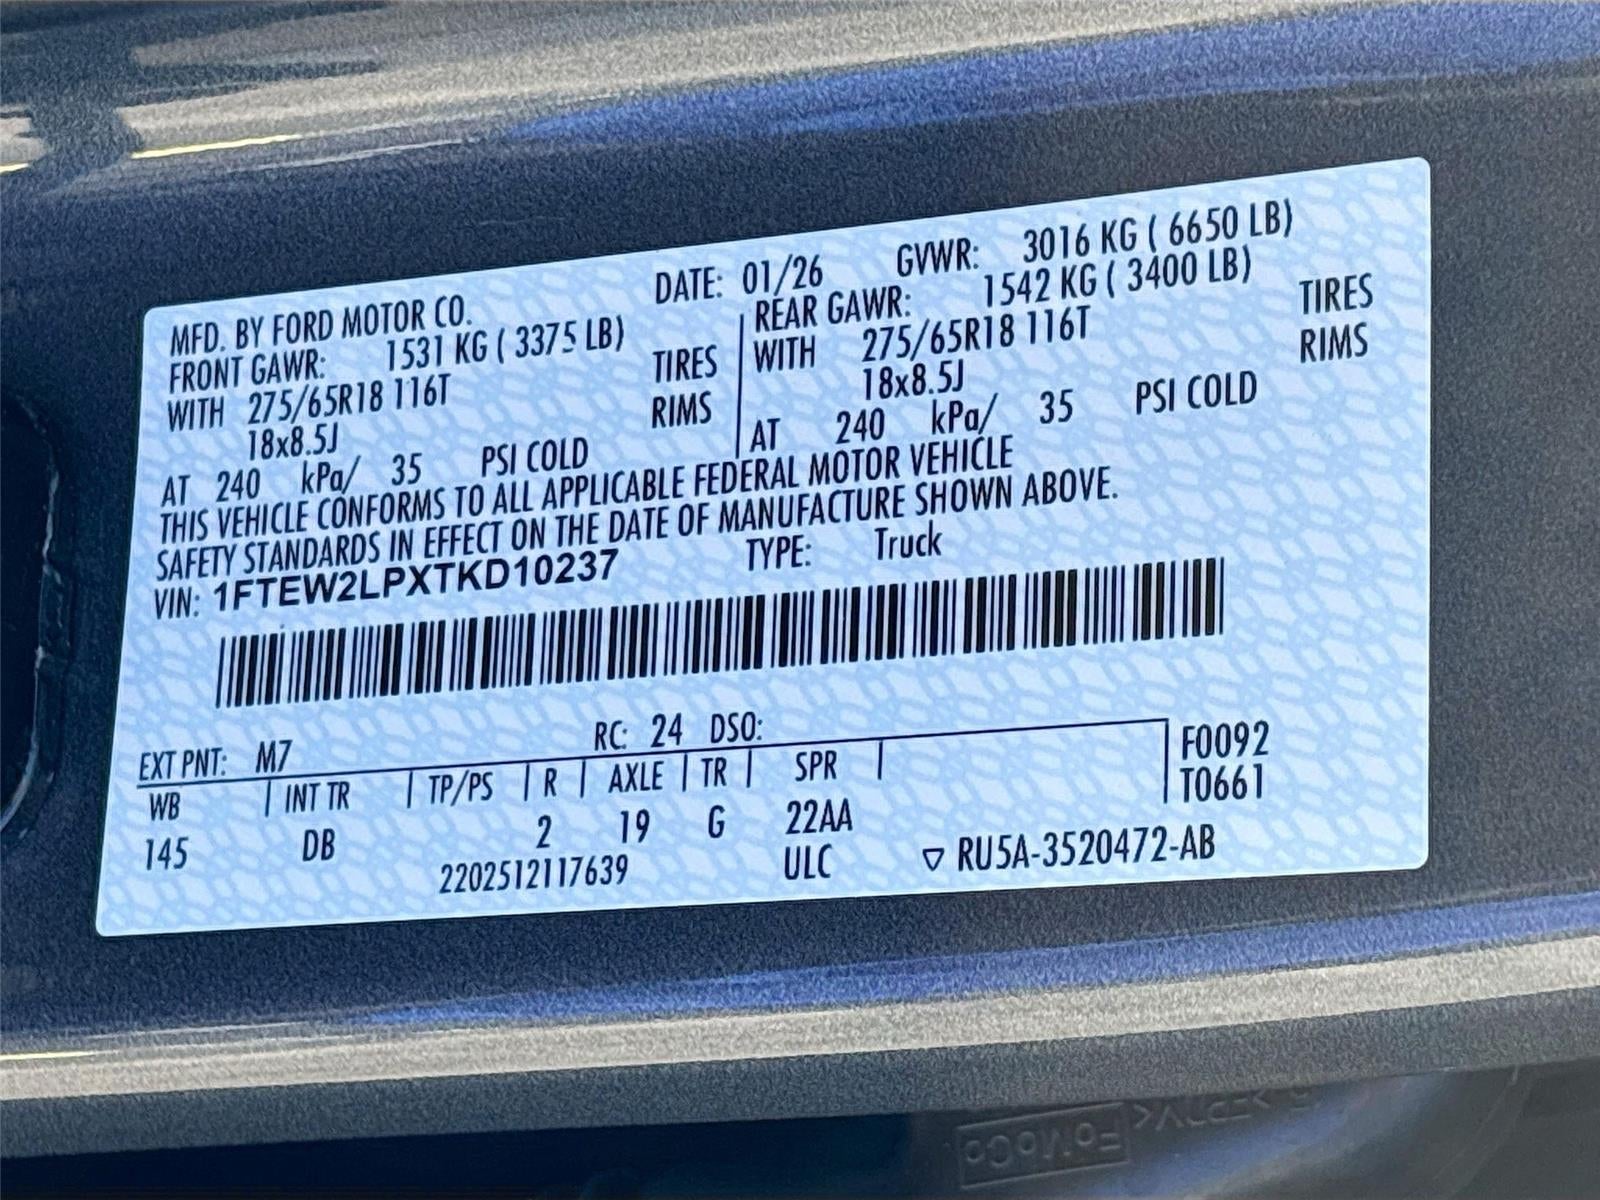 MFD. BY FORD MOTOR CO.
DATE: 01/26
GVWR: 3016 KG ( 6650 LB)
FRONT GAWR: 1531 KG ( 3375 LB)
WITH 275/65R18 116T TIRES
18x8.5J RIMS
AT 240 kPa/ 35 PSI COLD
REAR GAWR: 1542 KG ( 3400 LB)
WITH 275/65R18 116T TIRES
18x8.5J RIMS
AT 240 kPa/ 35 PSI COLD
THIS VEHICLE CONFORMS TO ALL APPLICABLE FEDERAL MOTOR VEHICLE
SAFETY STANDARDS IN EFFECT ON THE DATE OF MANUFACTURE SHOWN ABOVE.
VIN: 1FTEW2LPXTKD10237 TYPE: Truck
EXT PNT: M7 RC: 24 DSO:
WB INT TR TP/PS R AXLE TR SPR
145 DB 2 19 G 22AA
F0092
T0661
2202512117639 ULC ▽ RU5A-3520472-AB
FoMoCo